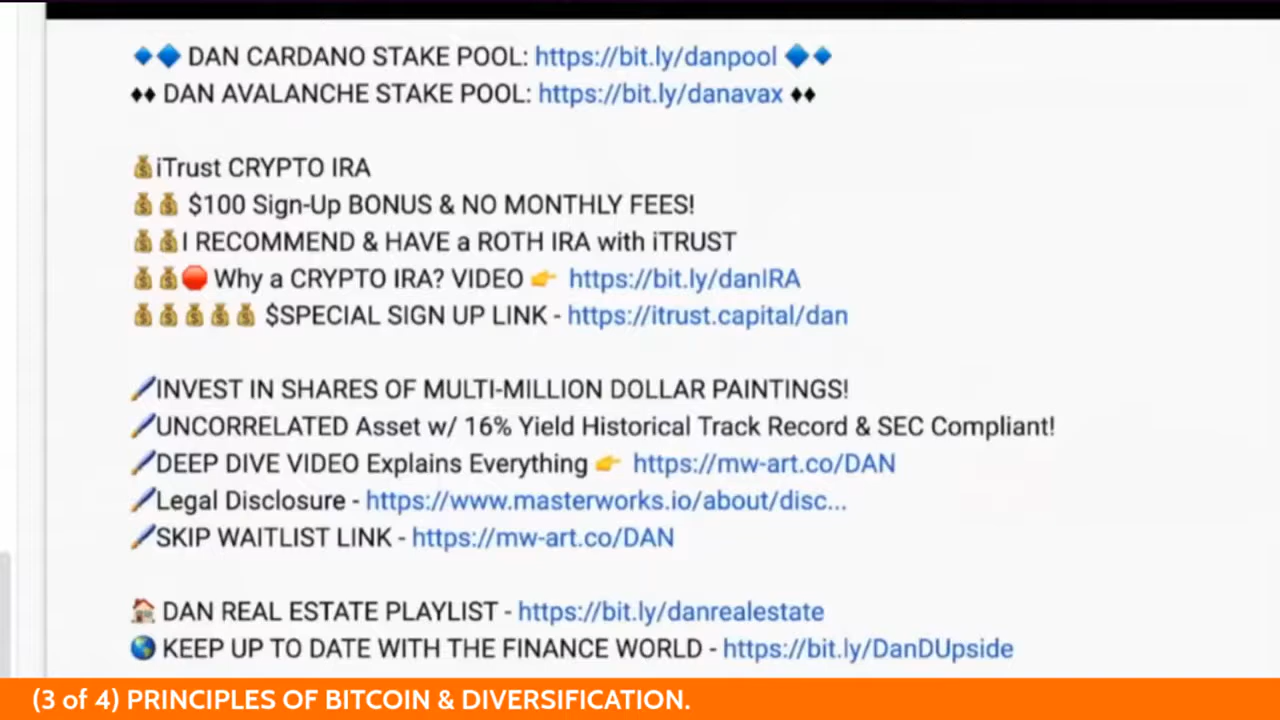 🔹🔷 DAN CARDANO STAKE POOL: https://bit.ly/danpool 🔷🔹
♦♦ DAN AVALANCHE STAKE POOL: https://bit.ly/danavax ♦♦
💰iTrust CRYPTO IRA
💰💰 $100 Sign-Up BONUS & NO MONTHLY FEES!
💰💰I RECOMMEND & HAVE a ROTH IRA with iTRUST
💰💰🛑 Why a CRYPTO IRA? VIDEO 👉 https://bit.ly/danIRA
💰💰💰💰💰 $SPECIAL SIGN UP LINK - https://itrust.capital/dan
🖌INVEST IN SHARES OF MULTI-MILLION DOLLAR PAINTINGS!
🖌UNCORRELATED Asset w/ 16% Yield Historical Track Record & SEC Compliant!
🖌DEEP DIVE VIDEO Explains Everything 👉 https://mw-art.co/DAN
🖌Legal Disclosure - https://www.masterworks.io/about/disc...
🖌SKIP WAITLIST LINK - https://mw-art.co/DAN
🏠 DAN REAL ESTATE PLAYLIST - https://bit.ly/danrealestate
🌎 KEEP UP TO DATE WITH THE FINANCE WORLD - https://bit.ly/DanDUpside
(3 of 4) PRINCIPLES OF BITCOIN & DIVERSIFICATION.